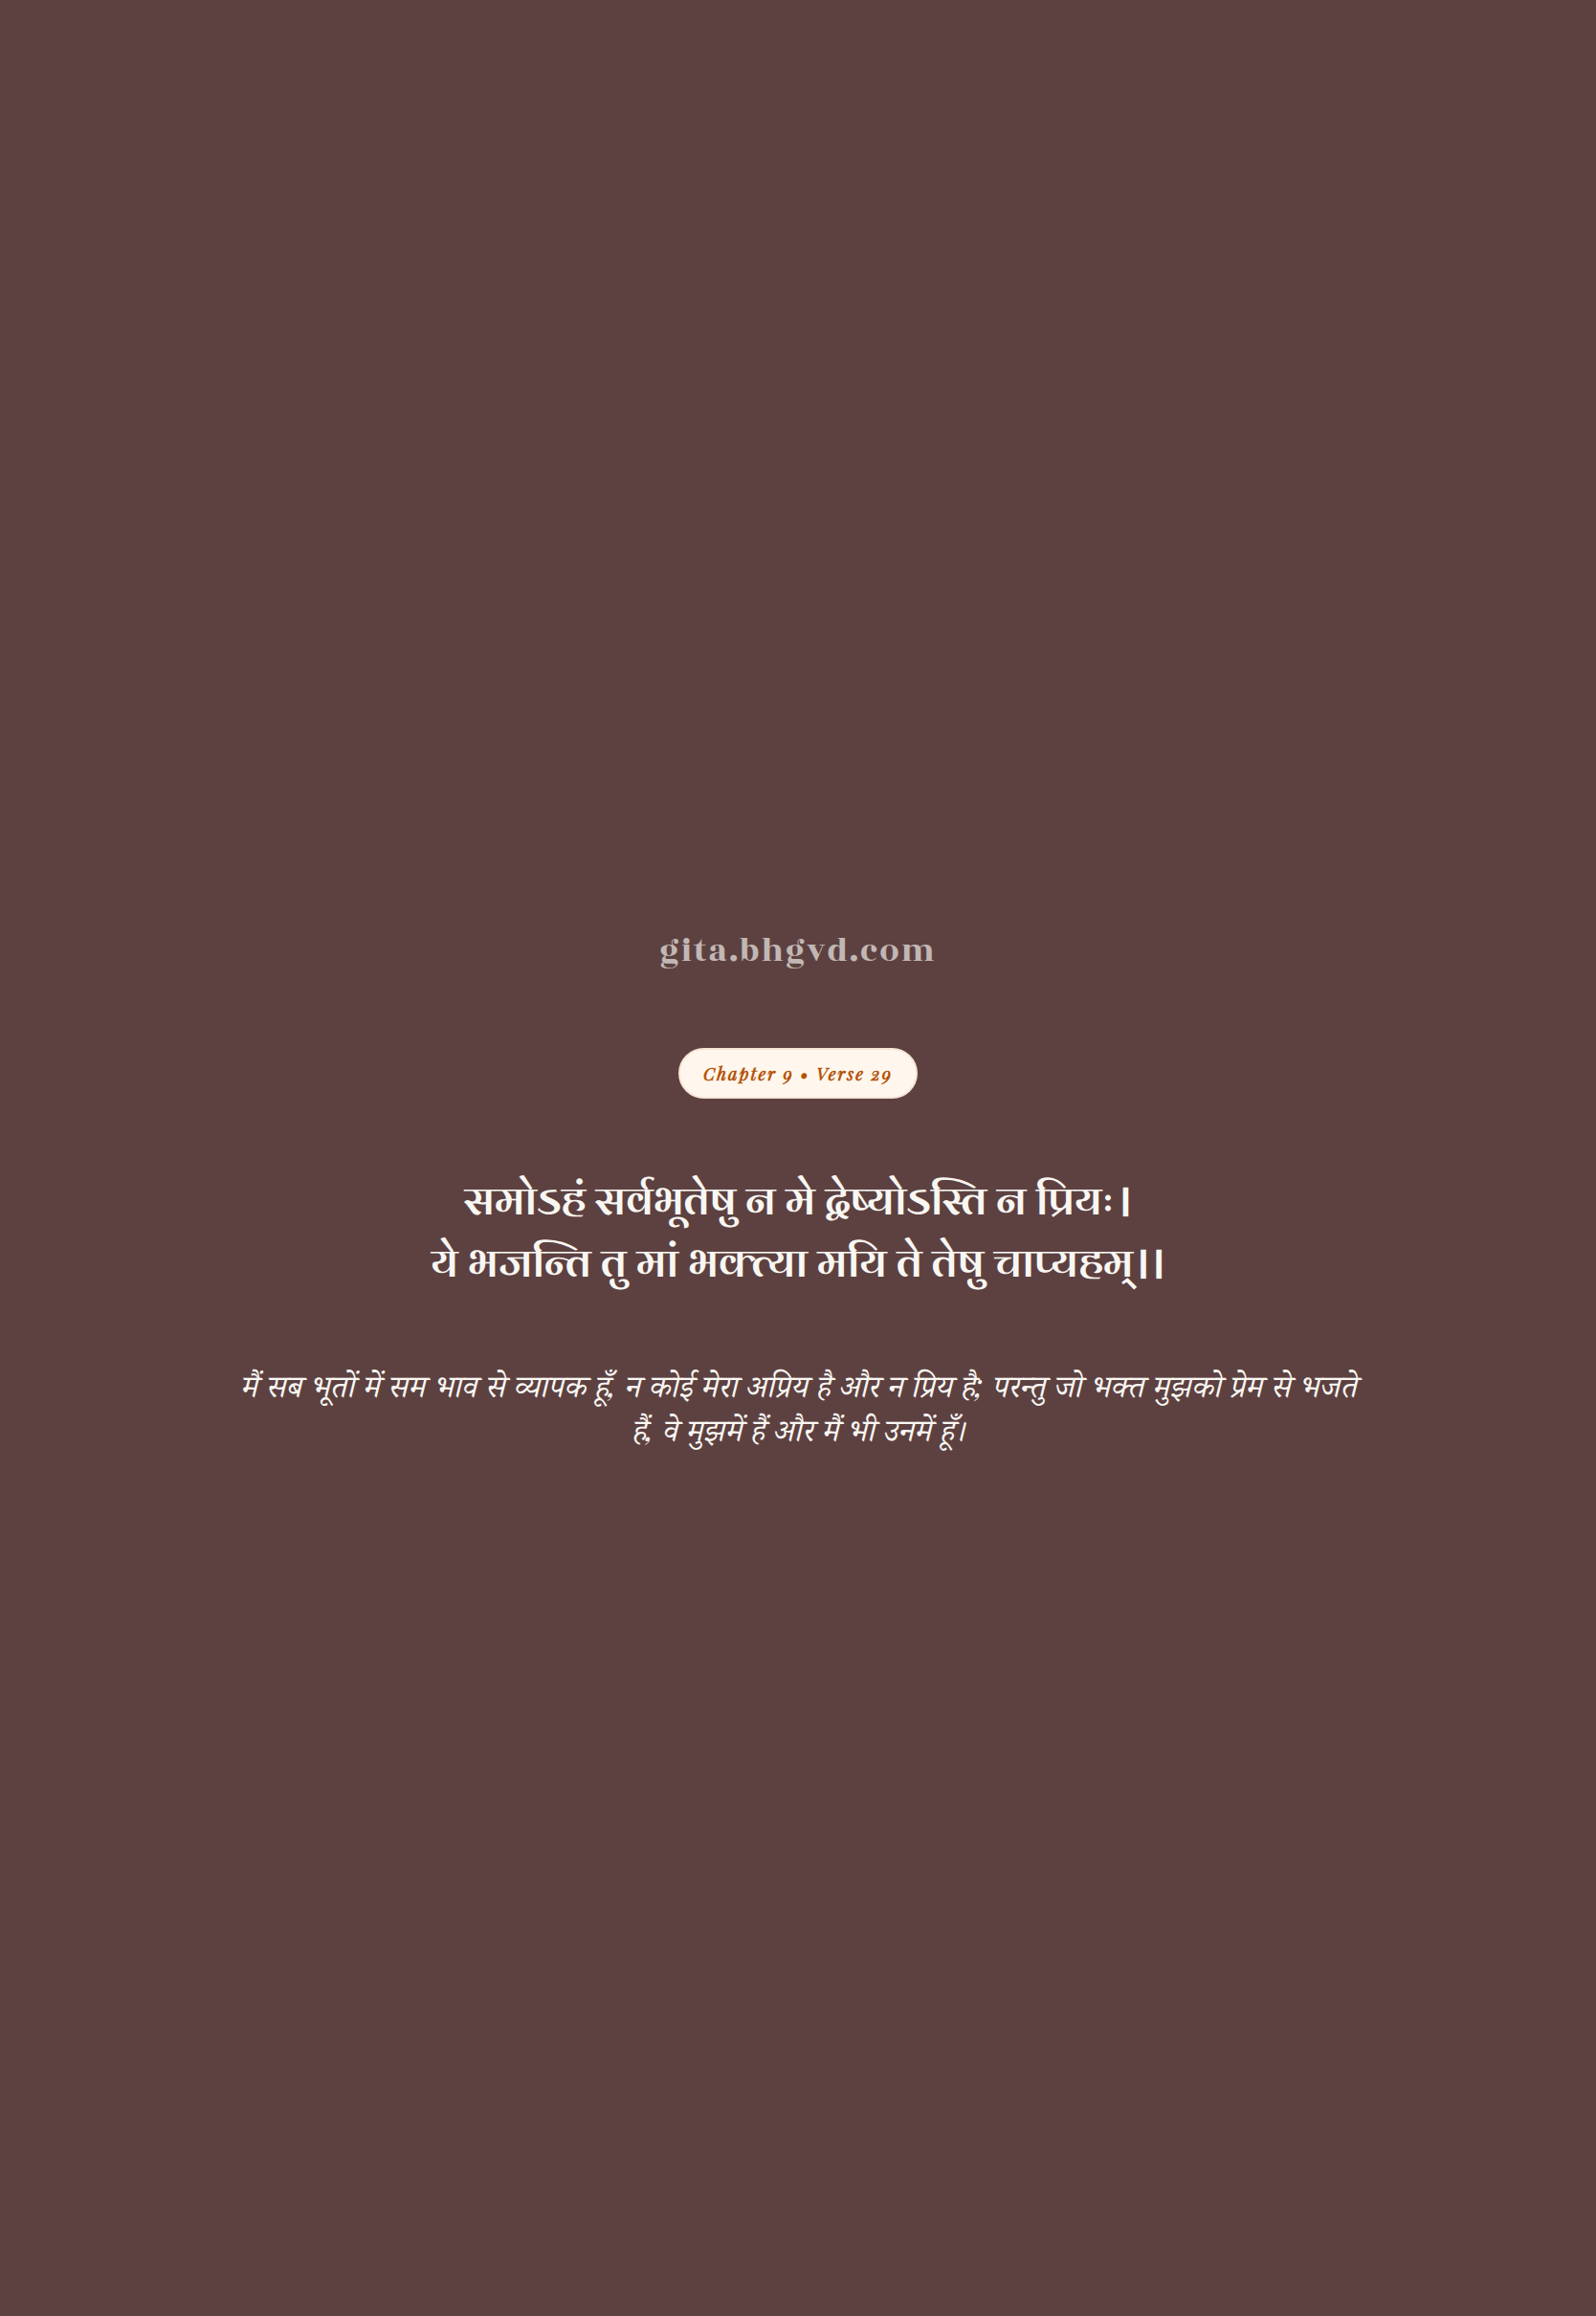 gita.bhgvd.com
Chapter 9 • Verse 29
समोऽहं सर्वभूतेषु न मे द्वेष्योऽस्ति न प्रियः।
ये भजन्ति तु मां भक्त्या मयि ते तेषु चाप्यहम्।।
मैं सब भूतों में सम भाव से व्यापक हूँ, न कोई मेरा अप्रिय है और न प्रिय है; परन्तु जो भक्त मुझको प्रेम से भजते
हैं, वे मुझमें हैं और मैं भी उनमें हूँ।